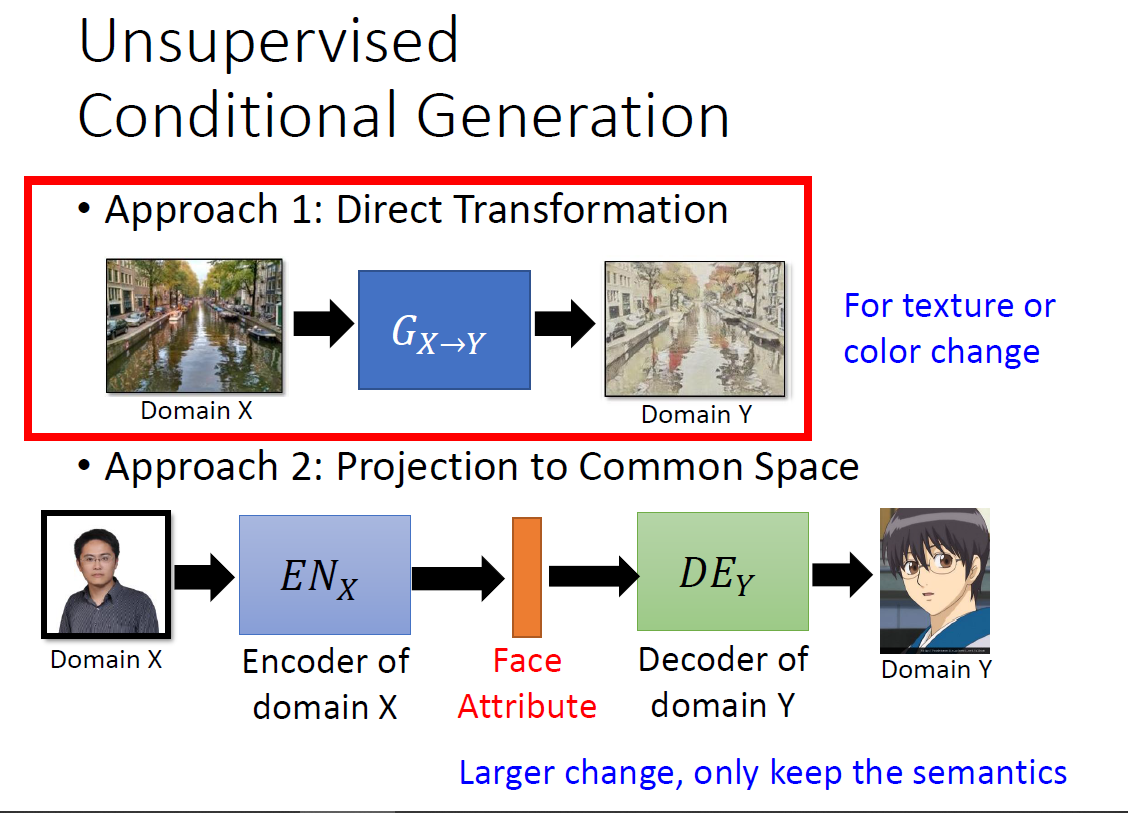 Unsupervised
Conditional Generation
• Approach 1: Direct Transformation
G_{X→Y}
Domain X
Domain Y
For texture or
color change
• Approach 2: Projection to Common Space
EN_X
DE_Y
Domain X
Encoder of
domain X
Face
Attribute
Decoder of
domain Y
Domain Y
Larger change, only keep the semantics